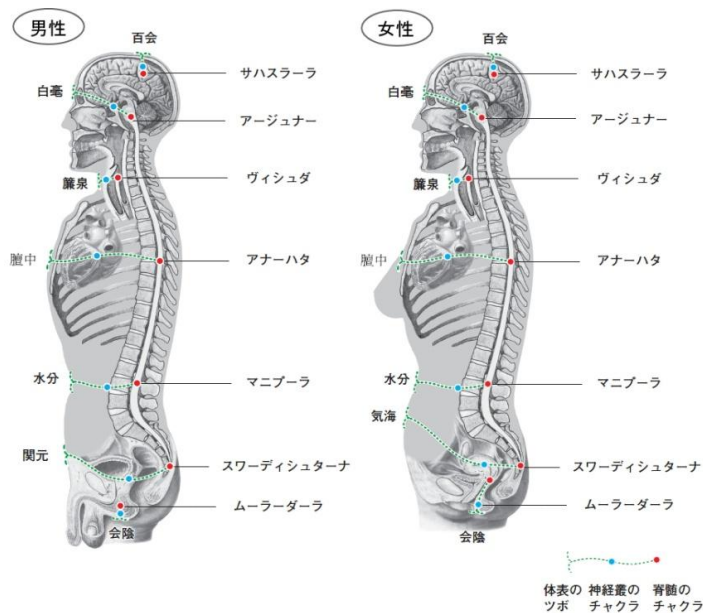 男性
百会
サハスラーラ
白毫
アージュナー
廉泉
ヴィシュダ
膻中
アナーハタ
水分
マニプーラ
関元
スワーディシュターナ
ムーラーダーラ
会陰
女性
百会
サハスラーラ
白毫
アージュナー
廉泉
ヴィシュダ
膻中
アナーハタ
水分
マニプーラ
気海
スワーディシュターナ
ムーラーダーラ
会陰
体表の
ツボ
神経叢の
チャクラ
脊髄の
チャクラ